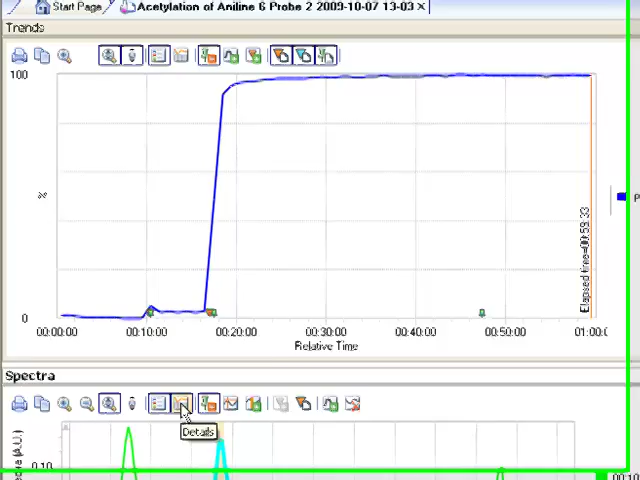 Start Page
Acetylation of Aniline 6 Probe 2 2009-10-07 13-03 ×
Trends
100
%
0
Elapsed time=00:59:33
P
00:00:00 00:10:00 00:20:00 00:30:00 00:40:00 00:50:00 01:00:0
Relative Time
Spectra
Details
(A.U.)
0.10
00:10